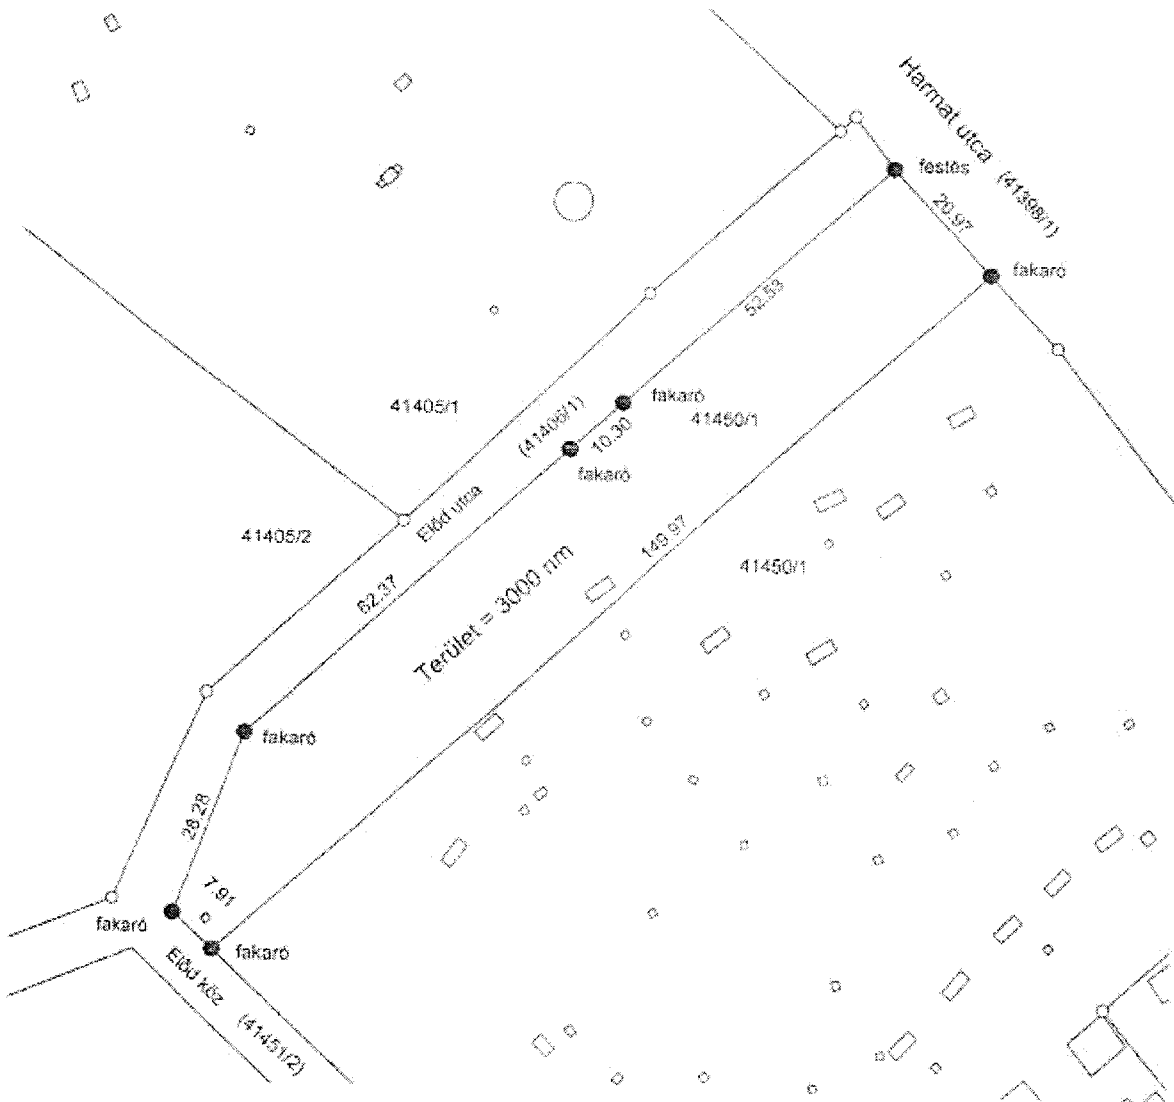 Harmat utca (41398/1)
festés
20.97
fakaró
52.53
fakaró
41405/1
(41406/1)
10.30
41450/1
fakaró
Előd utca
41405/2
149.97
41450/1
62.37
Terület = 3000 nm
fakaró
28.28
7.91
fakaró
fakaró
Előd köz (41451/2)